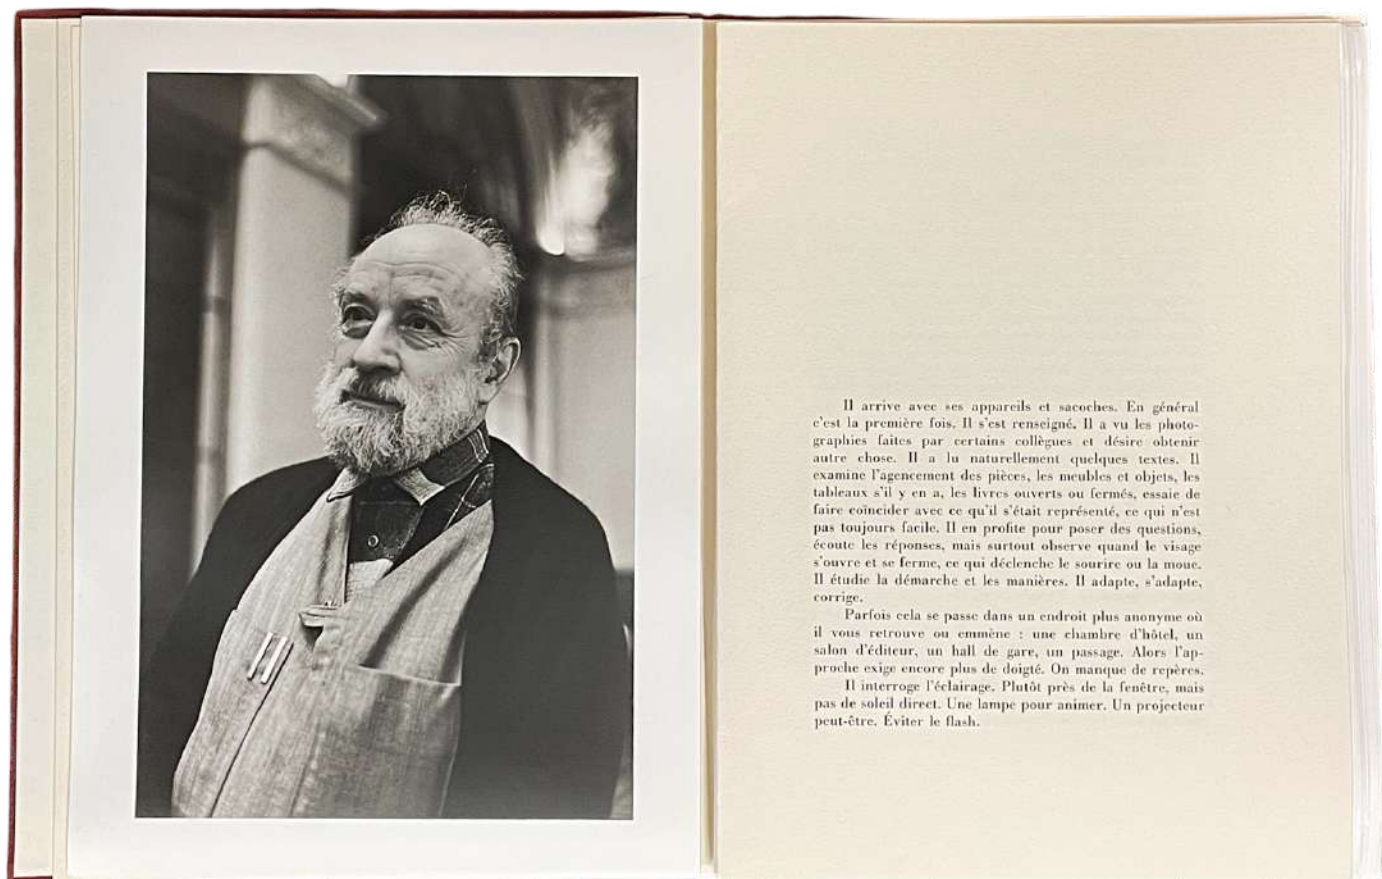 Il arrive avec ses appareils et sacoches. En général
c'est la première fois. Il s'est renseigné. Il a vu les photo-
graphies faites par certains collègues et désire obtenir
autre chose. Il a lu naturellement quelques textes. Il
examine l'agencement des pièces, les meubles et objets, les
tableaux s'il y en a, les livres ouverts ou fermés, essaie de
faire coïncider avec ce qu'il s'était représenté, ce qui n'est
pas toujours facile. Il en profite pour poser des questions,
écoute les réponses, mais surtout observe quand le visage
s'ouvre et se ferme, ce qui déclenche le sourire ou la moue.
Il étudie la démarche et les manières. Il adapte, s'adapte,
corrige.
Parfois cela se passe dans un endroit plus anonyme où
il vous retrouve ou emmène : une chambre d'hôtel, un
salon d'éditeur, un hall de gare, un passage. Alors l'ap-
proche exige encore plus de doigté. On manque de repères.
Il interroge l'éclairage. Plutôt près de la fenêtre, mais
pas de soleil direct. Une lampe pour animer. Un projecteur
peut-être. Éviter le flash.